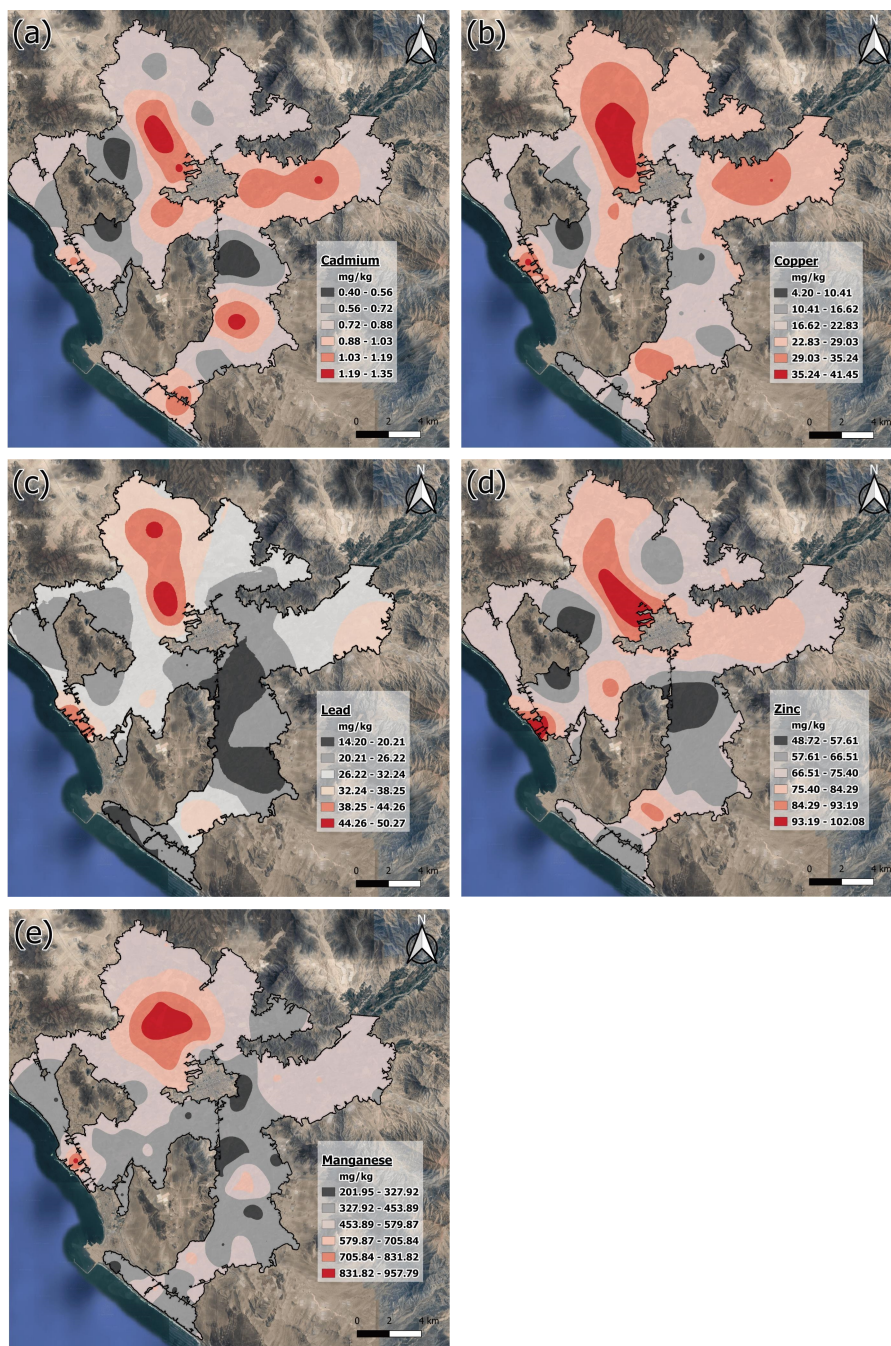 (a)
N
Cadmium
mg/kg
0.40 - 0.56
0.56 - 0.72
0.72 - 0.88
0.88 - 1.03
1.03 - 1.19
1.19 - 1.35
0 2 4 km
(b)
N
Copper
mg/kg
4.20 - 10.41
10.41 - 16.62
16.62 - 22.83
22.83 - 29.03
29.03 - 35.24
35.24 - 41.45
0 2 4 km
(c)
N
Lead
mg/kg
14.20 - 20.21
20.21 - 26.22
26.22 - 32.24
32.24 - 38.25
38.25 - 44.26
44.26 - 50.27
0 2 4 km
(d)
N
Zinc
mg/kg
48.72 - 57.61
57.61 - 66.51
66.51 - 75.40
75.40 - 84.29
84.29 - 93.19
93.19 - 102.08
0 2 4 km
(e)
N
Manganese
mg/kg
201.95 - 327.92
327.92 - 453.89
453.89 - 579.87
579.87 - 705.84
705.84 - 831.82
831.82 - 957.79
0 2 4 km